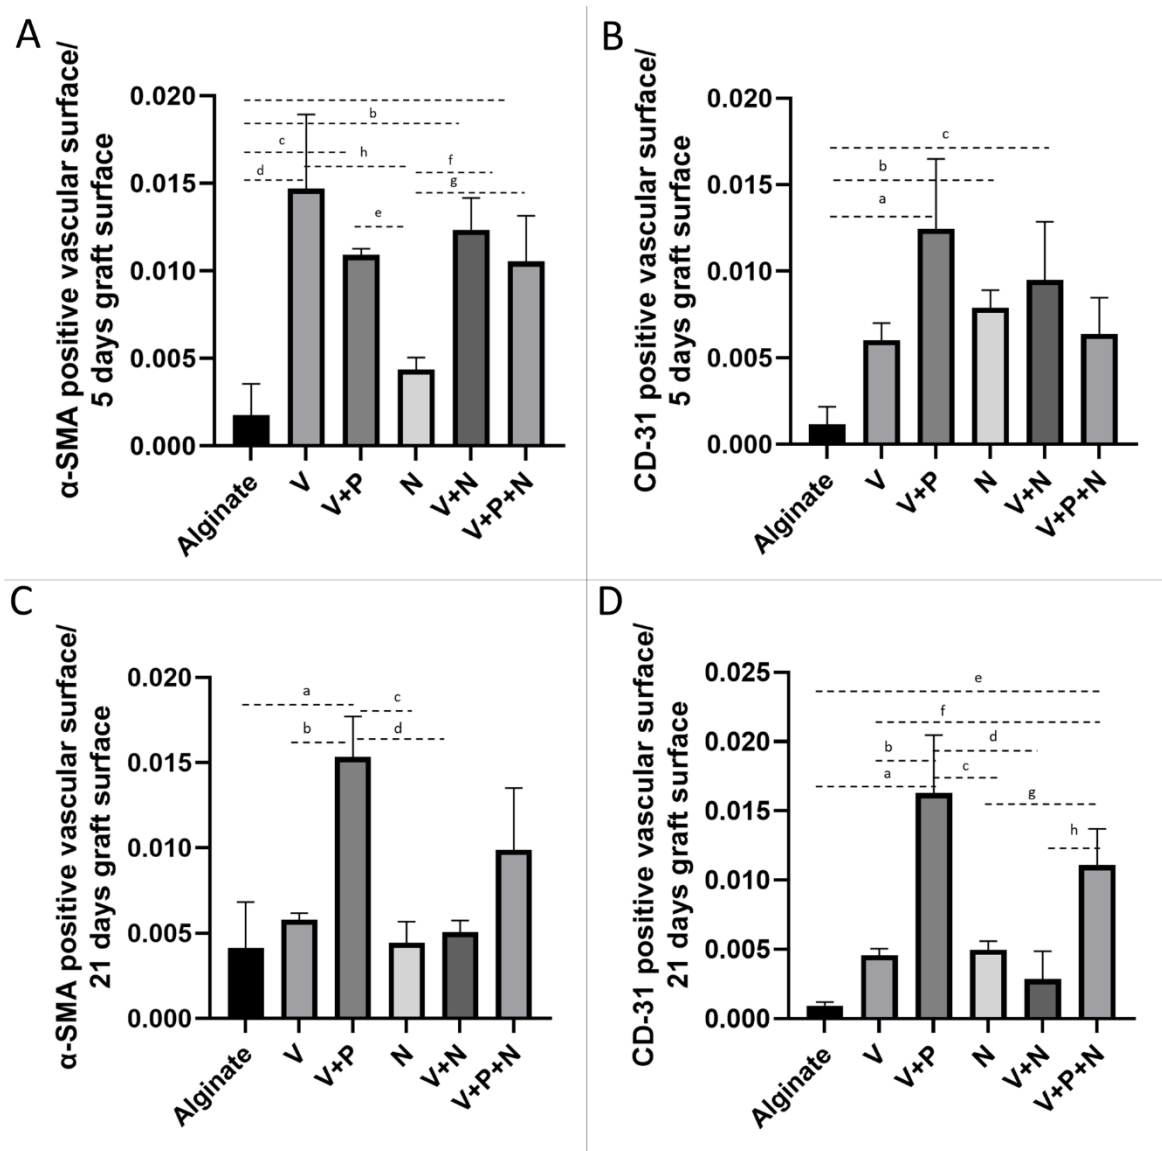 A
α-SMA positive vascular surface/
5 days graft surface
0.020
0.015
0.010
0.005
0.000
b
c
h
d
f
g
e
Alginate
V
V+P
N
V+N
V+P+N
B
CD-31 positive vascular surface/
5 days graft surface
0.020
0.015
0.010
0.005
0.000
c
b
a
Alginate
V
V+P
N
V+N
V+P+N
C
α-SMA positive vascular surface/
21 days graft surface
0.020
0.015
0.010
0.005
0.000
a
c
b
d
Alginate
V
V+P
N
V+N
V+P+N
D
CD-31 positive vascular surface/
21 days graft surface
0.025
0.020
0.015
0.010
0.005
0.000
e
f
d
b
c
a
g
h
Alginate
V
V+P
N
V+N
V+P+N